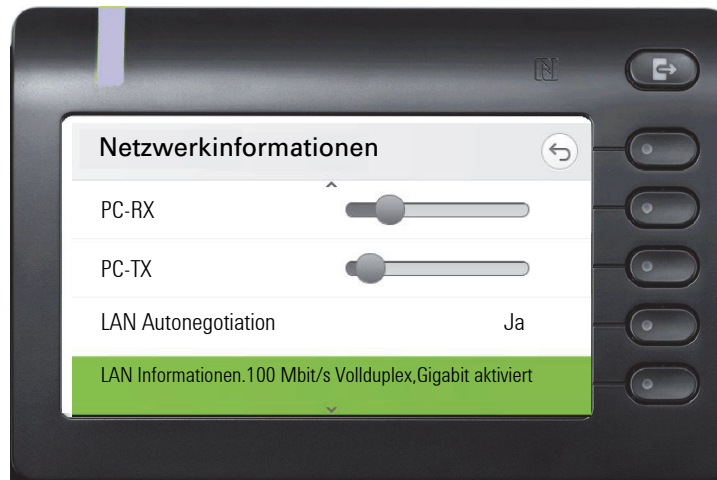 Netzwerkinformationen
PC-RX
PC-TX
LAN Autonegotiation Ja
LAN Informationen.100 Mbit/s Vollduplex,Gigabit aktiviert